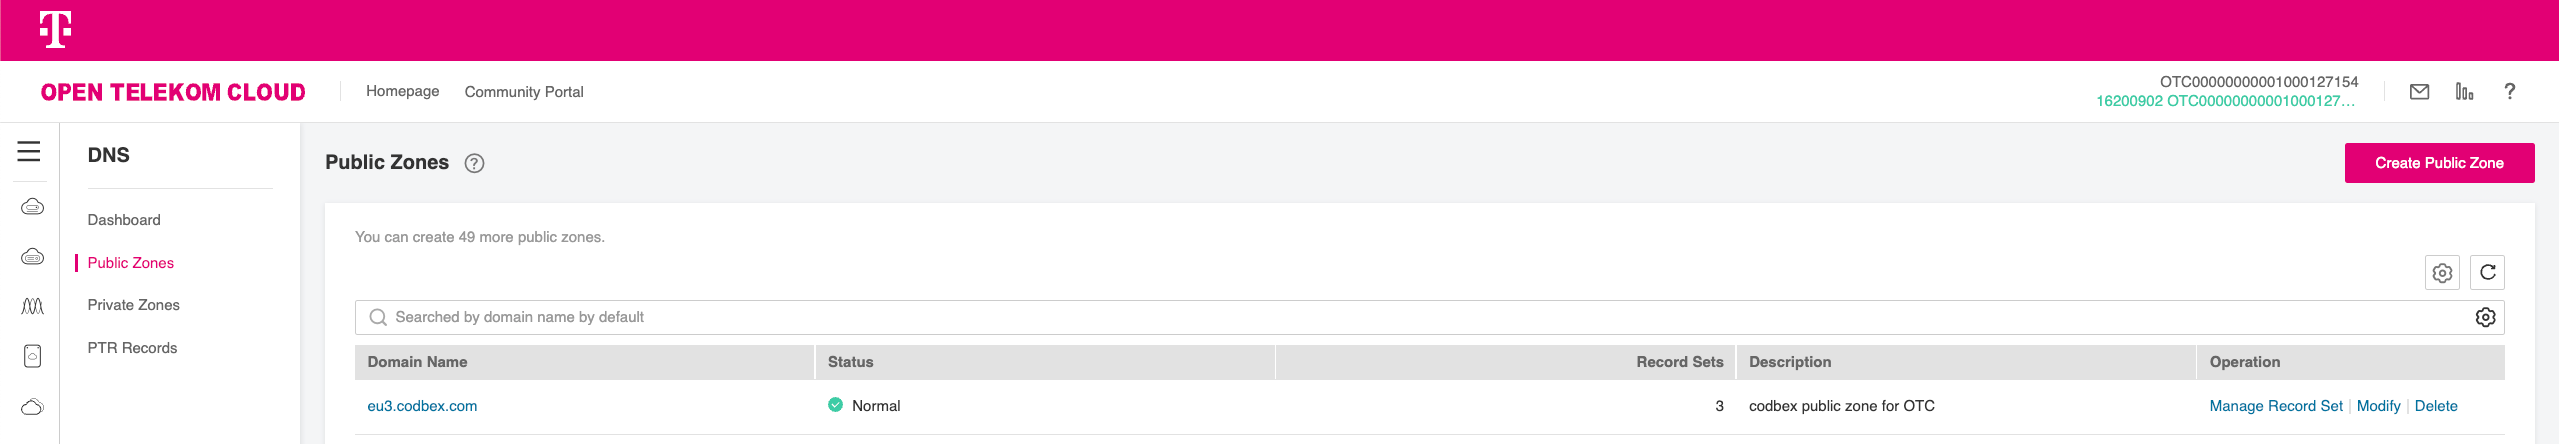 T
OPEN TELEKOM CLOUD
Homepage
Community Portal
OTC00000000001000127154
16200902 OTC00000000001000127...
?
DNS
Dashboard
Public Zones
Private Zones
PTR Records
Public Zones ?
Create Public Zone
You can create 49 more public zones.
Searched by domain name by default
Domain Name Status Record Sets Description Operation
eu3.codbex.com Normal 3 codbex public zone for OTC Manage Record Set | Modify | Delete